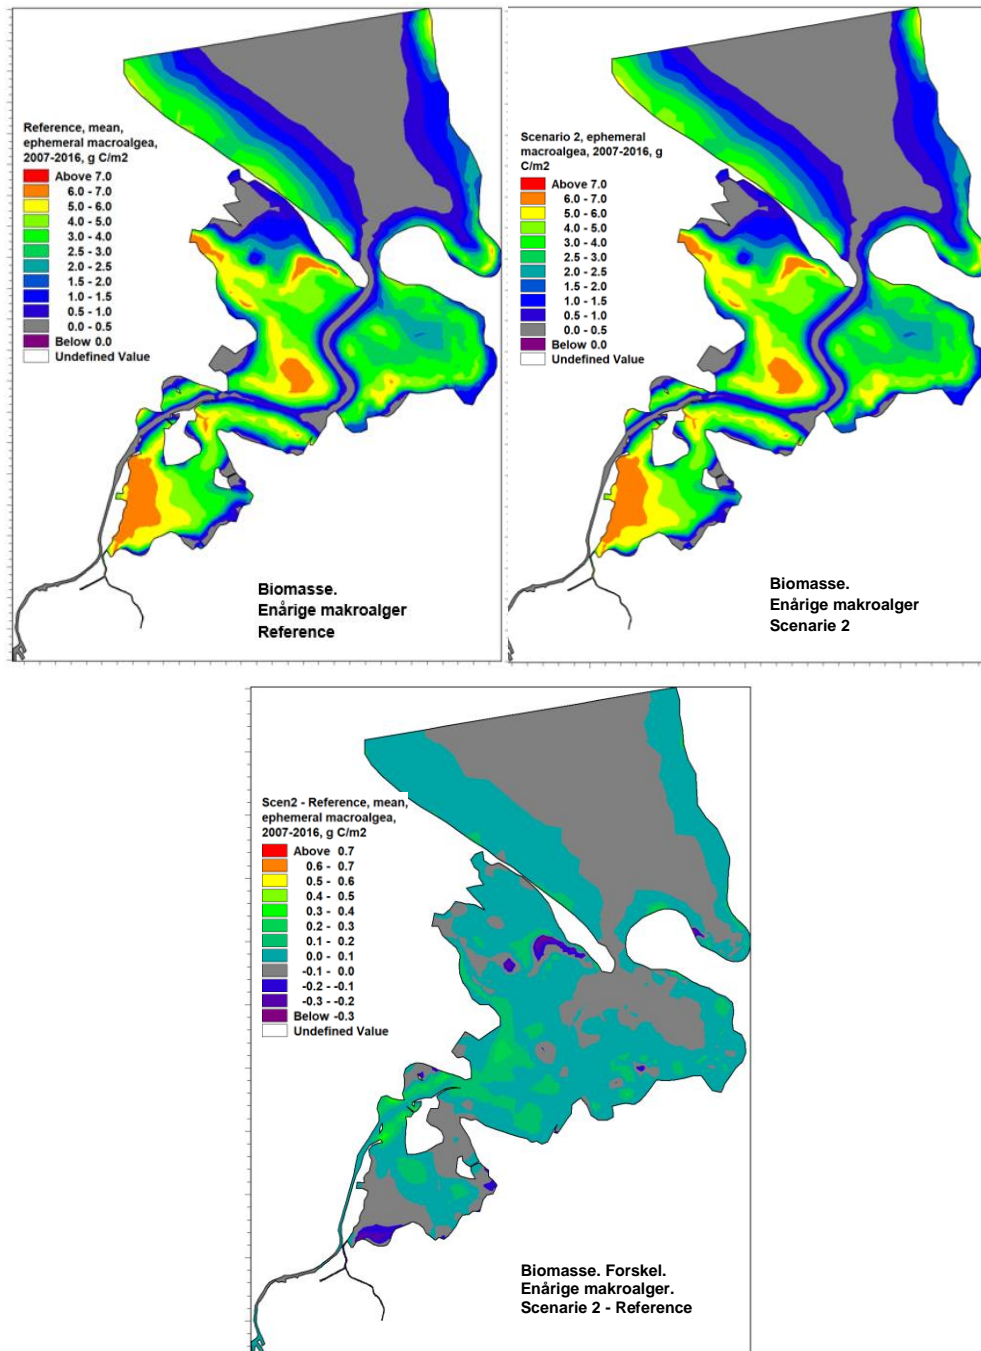 Reference, mean,
ephemeral macroalgea,
2007-2016, g C/m2
Above 7.0
6.0 - 7.0
5.0 - 6.0
4.0 - 5.0
3.0 - 4.0
2.5 - 3.0
2.0 - 2.5
1.5 - 2.0
1.0 - 1.5
0.5 - 1.0
0.0 - 0.5
Below 0.0
Undefined Value
Biomasse.
Enårige makroalger
Reference
Scenario 2, ephemeral
macroalgea, 2007-2016, g
C/m2
Above 7.0
6.0 - 7.0
5.0 - 6.0
4.0 - 5.0
3.0 - 4.0
2.5 - 3.0
2.0 - 2.5
1.5 - 2.0
1.0 - 1.5
0.5 - 1.0
0.0 - 0.5
Below 0.0
Undefined Value
Biomasse.
Enårige makroalger
Scenarie 2
Scen2 - Reference, mean,
ephemeral macroalgea,
2007-2016, g C/m2
Above 0.7
0.6 - 0.7
0.5 - 0.6
0.4 - 0.5
0.3 - 0.4
0.2 - 0.3
0.1 - 0.2
0.0 - 0.1
-0.1 - 0.0
-0.2 - -0.1
-0.3 - -0.2
Below -0.3
Undefined Value
Biomasse. Forskel.
Enårige makroalger.
Scenarie 2 - Reference